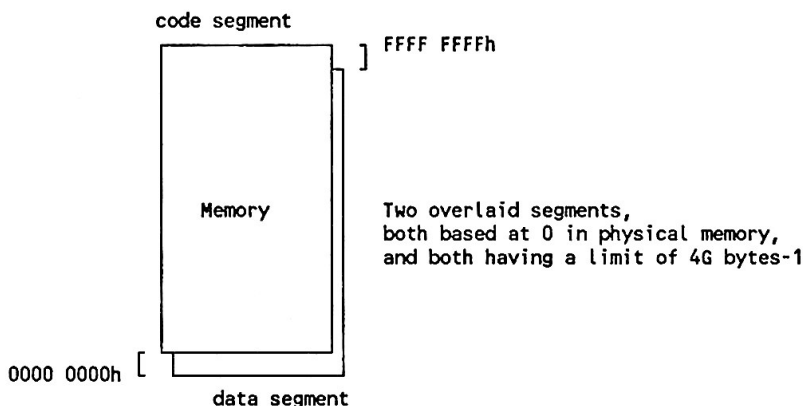 code segment
FFFF FFFFh
Memory
Two overlaid segments,
both based at 0 in physical memory,
and both having a limit of 4G bytes-1
0000 0000h
data segment